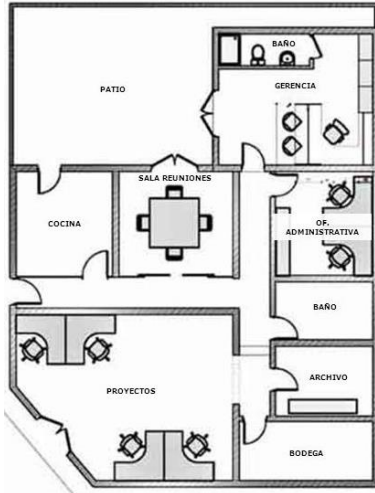 BAÑO
PATIO
GERENCIA
SALA REUNIONES
COCINA
OF.
ADMINISTRATIVA
BAÑO
ARCHIVO
PROYECTOS
BODEGA